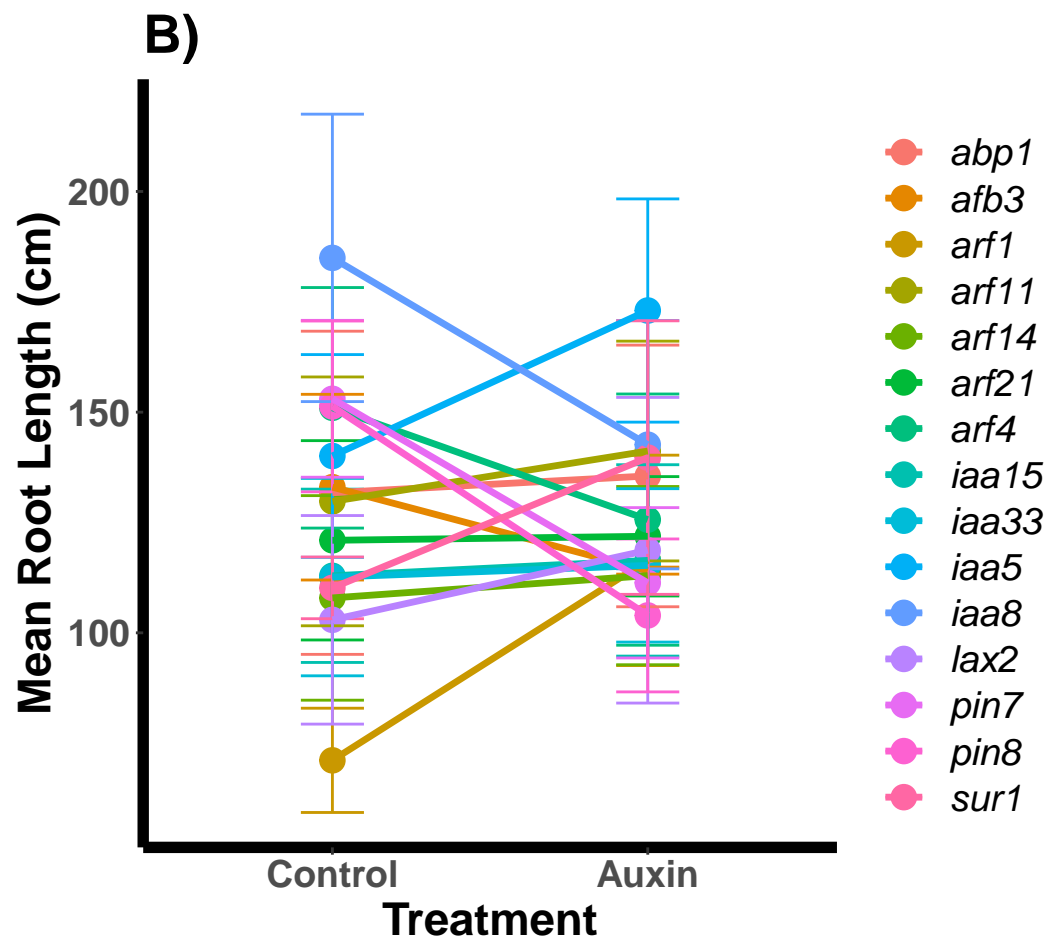 B)
Mean Root Length (cm)
200
150
100
Control
Auxin
Treatment
abp1
afb3
arf1
arf11
arf14
arf21
arf4
iaa15
iaa33
iaa5
iaa8
lax2
pin7
pin8
sur1